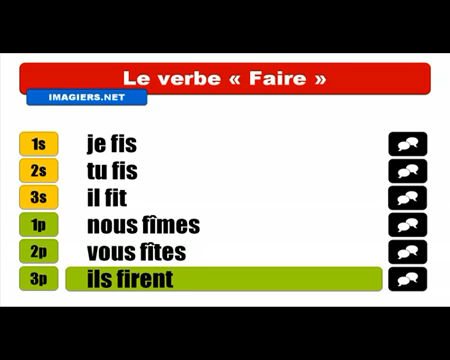 Le verbe « Faire »
IMAGIERS.NET
1s je fis
2s tu fis
3s il fit
1p nous fîmes
2p vous fîtes
3p ils firent